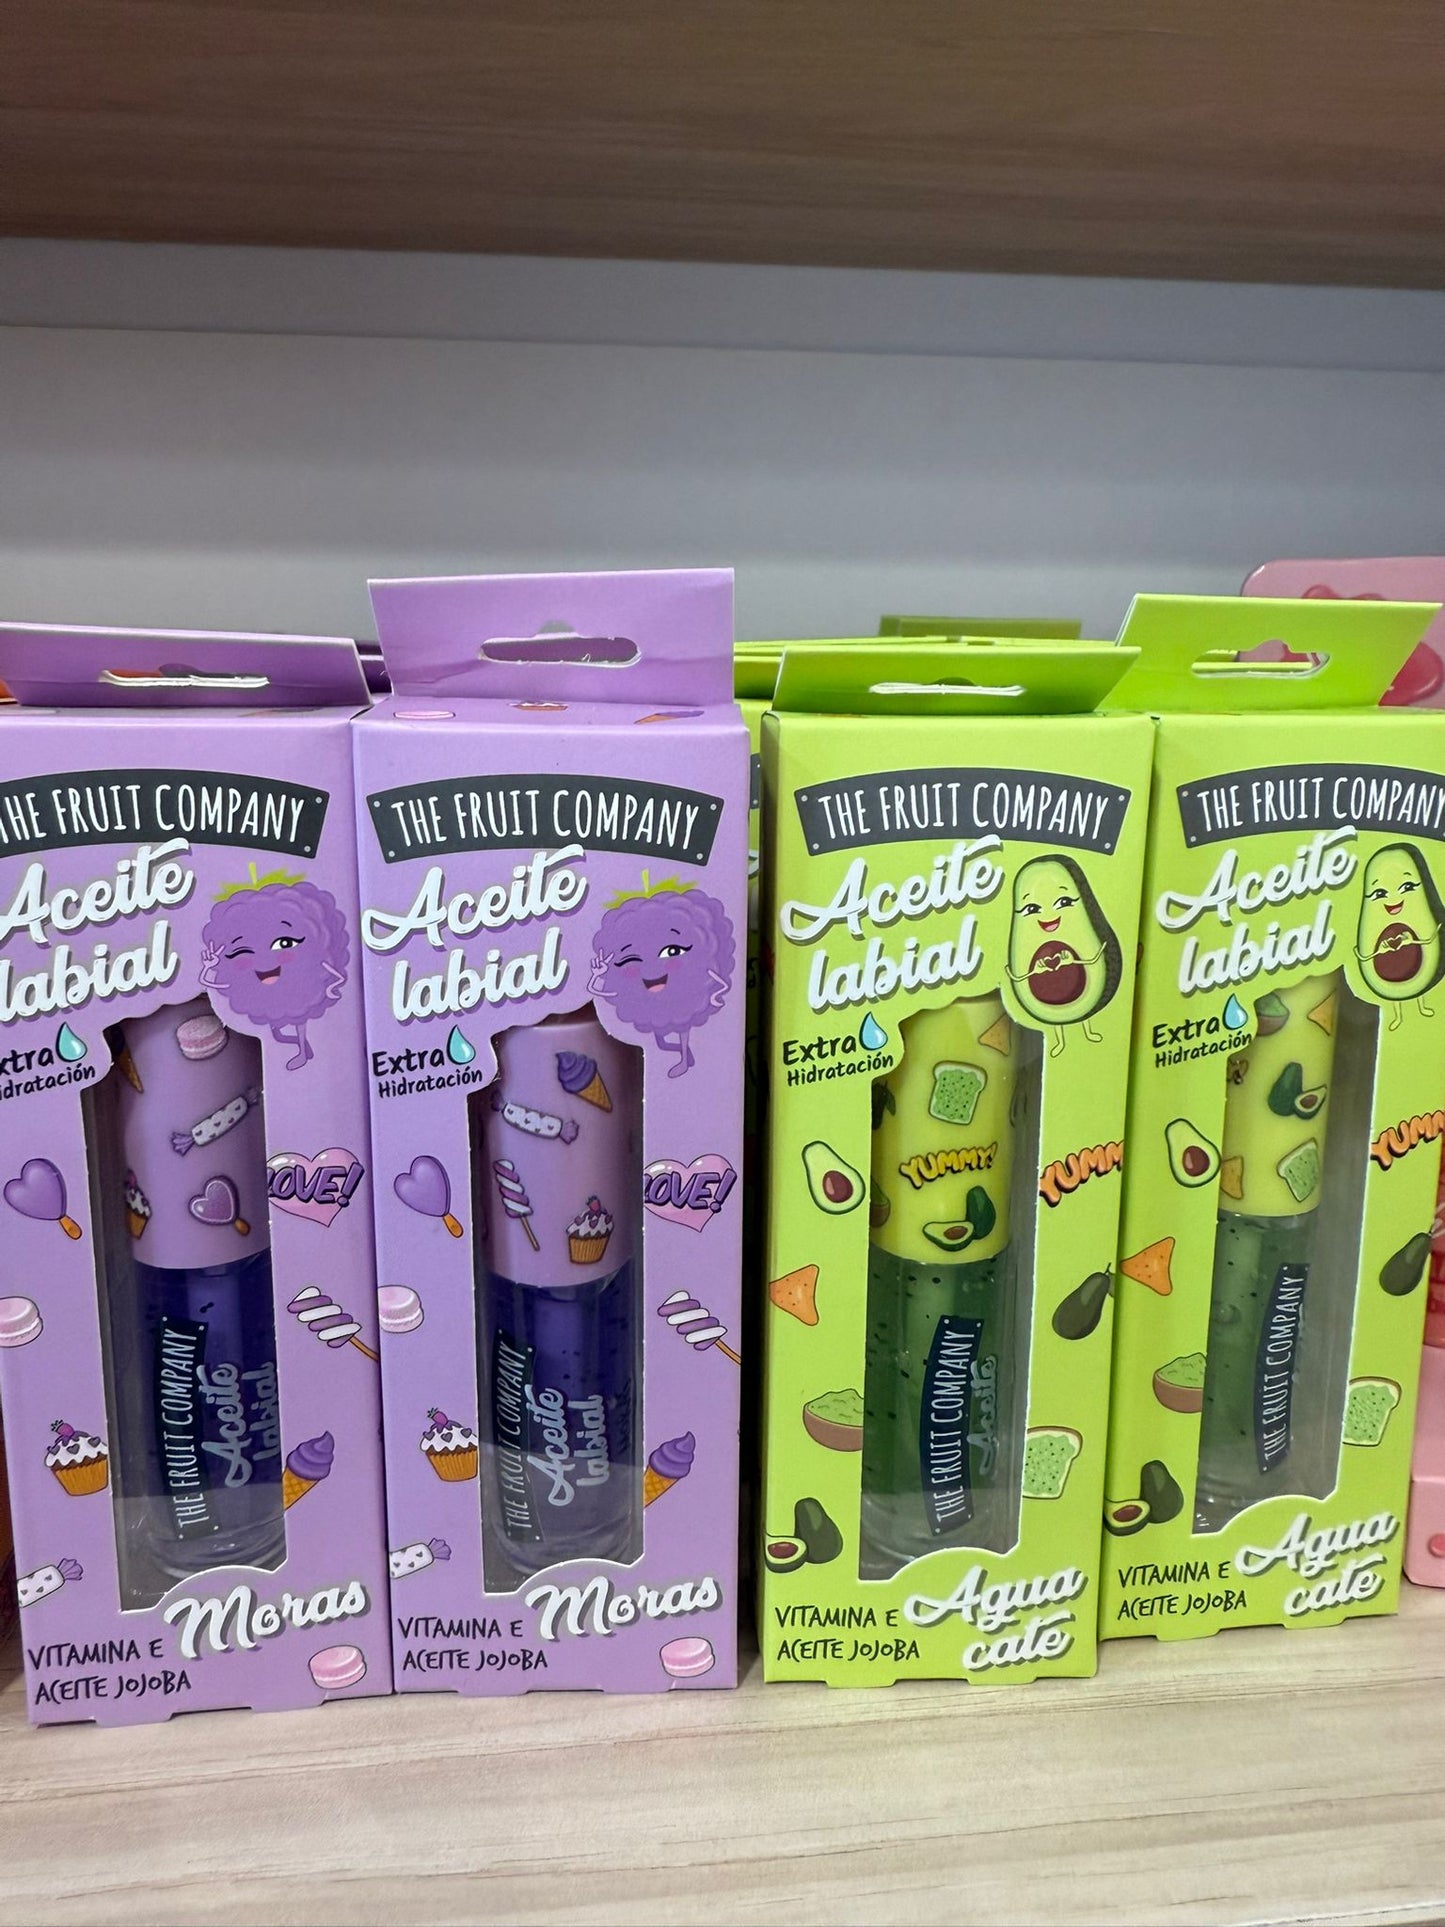 THE FRUIT COMPANY
Aceite
labial
Extra
Hidratación
LOVE!
THE FRUIT COMPANY
Aceite
labial
VITAMINA E
ACEITE JOJOBA
Moras
THE FRUIT COMPANY
Aceite
labial
Extra
Hidratación
LOVE!
THE FRUIT COMPANY
Aceite
labial
VITAMINA E
ACEITE JOJOBA
Moras
THE FRUIT COMPANY
Aceite
labial
Extra
Hidratación
YUMMY!
YUMM
THE FRUIT COMPANY
Aceite
VITAMINA E
ACEITE JOJOBA
Agua
cate
THE FRUIT COMPANY
Aceite
labial
Extra
Hidratación
YUMM
THE FRUIT COMPANY
VITAMINA E
ACEITE JOJOBA
Agua
cate